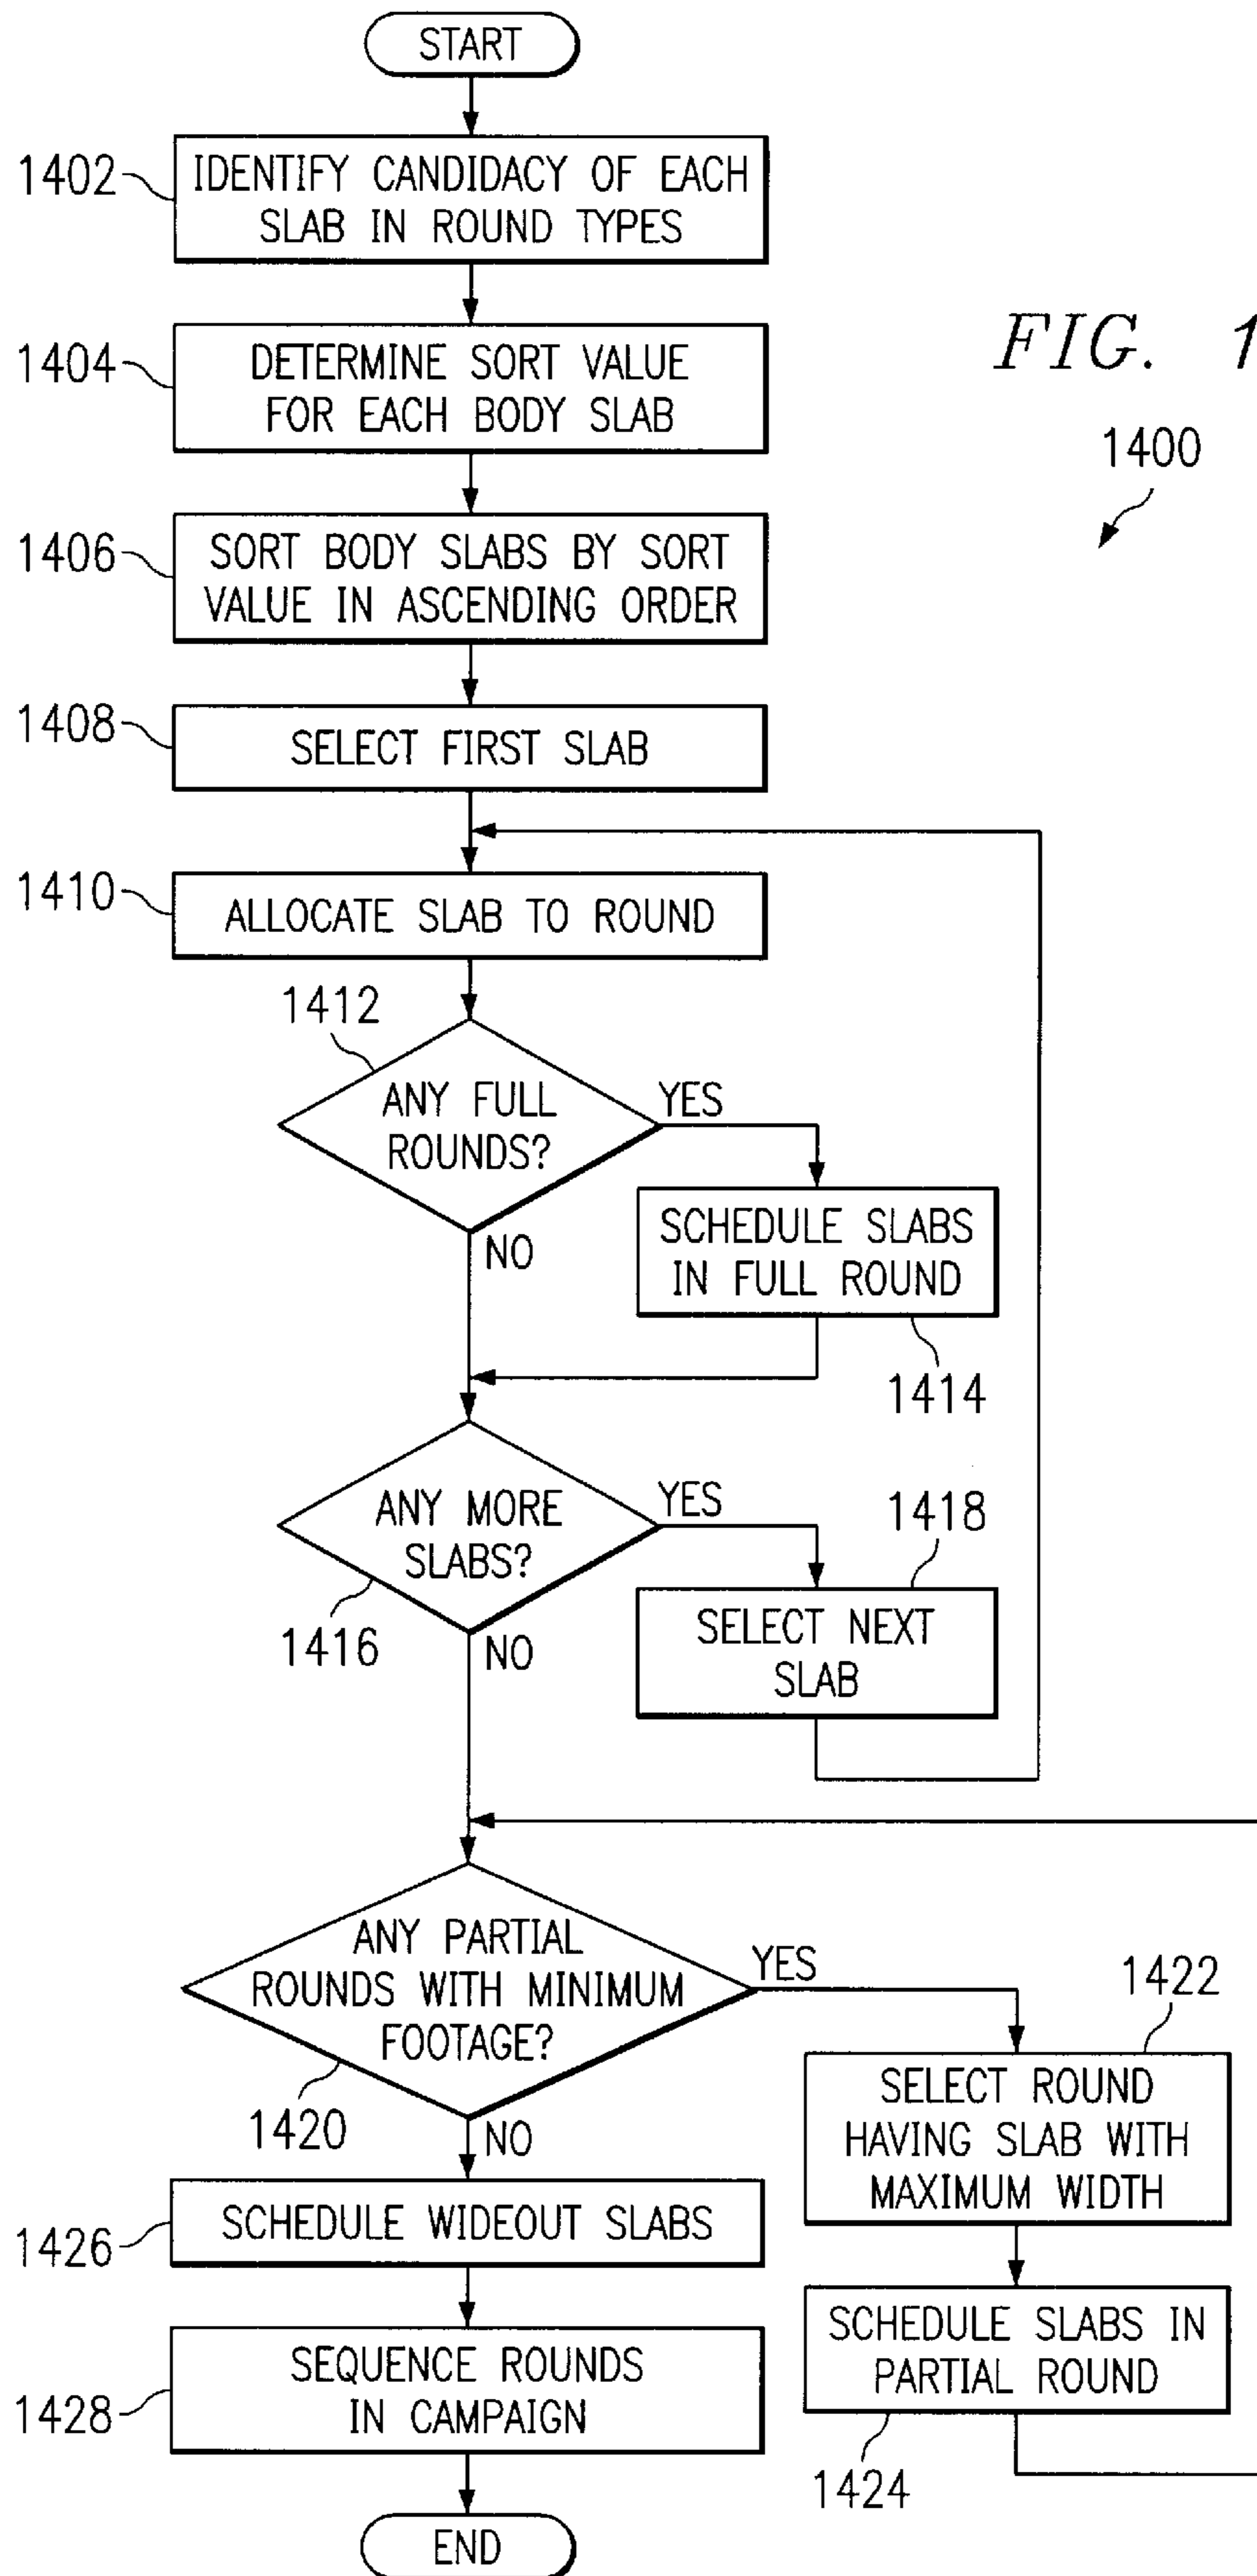 START
1402
IDENTIFY CANDIDACY OF EACH
SLAB IN ROUND TYPES
1404
DETERMINE SORT VALUE
FOR EACH BODY SLAB
FIG. 1
1400
1406
SORT BODY SLABS BY SORT
VALUE IN ASCENDING ORDER
1408
SELECT FIRST SLAB
1410
ALLOCATE SLAB TO ROUND
1412
ANY FULL
ROUNDS?
YES
NO
SCHEDULE SLABS
IN FULL ROUND
1414
ANY MORE
SLABS?
YES
1418
1416
NO
SELECT NEXT
SLAB
ANY PARTIAL
ROUNDS WITH MINIMUM
FOOTAGE?
YES
1422
1420
NO
SELECT ROUND
HAVING SLAB WITH
MAXIMUM WIDTH
1426
SCHEDULE WIDEOUT SLABS
SCHEDULE SLABS IN
PARTIAL ROUND
1424
1428
SEQUENCE ROUNDS
IN CAMPAIGN
END